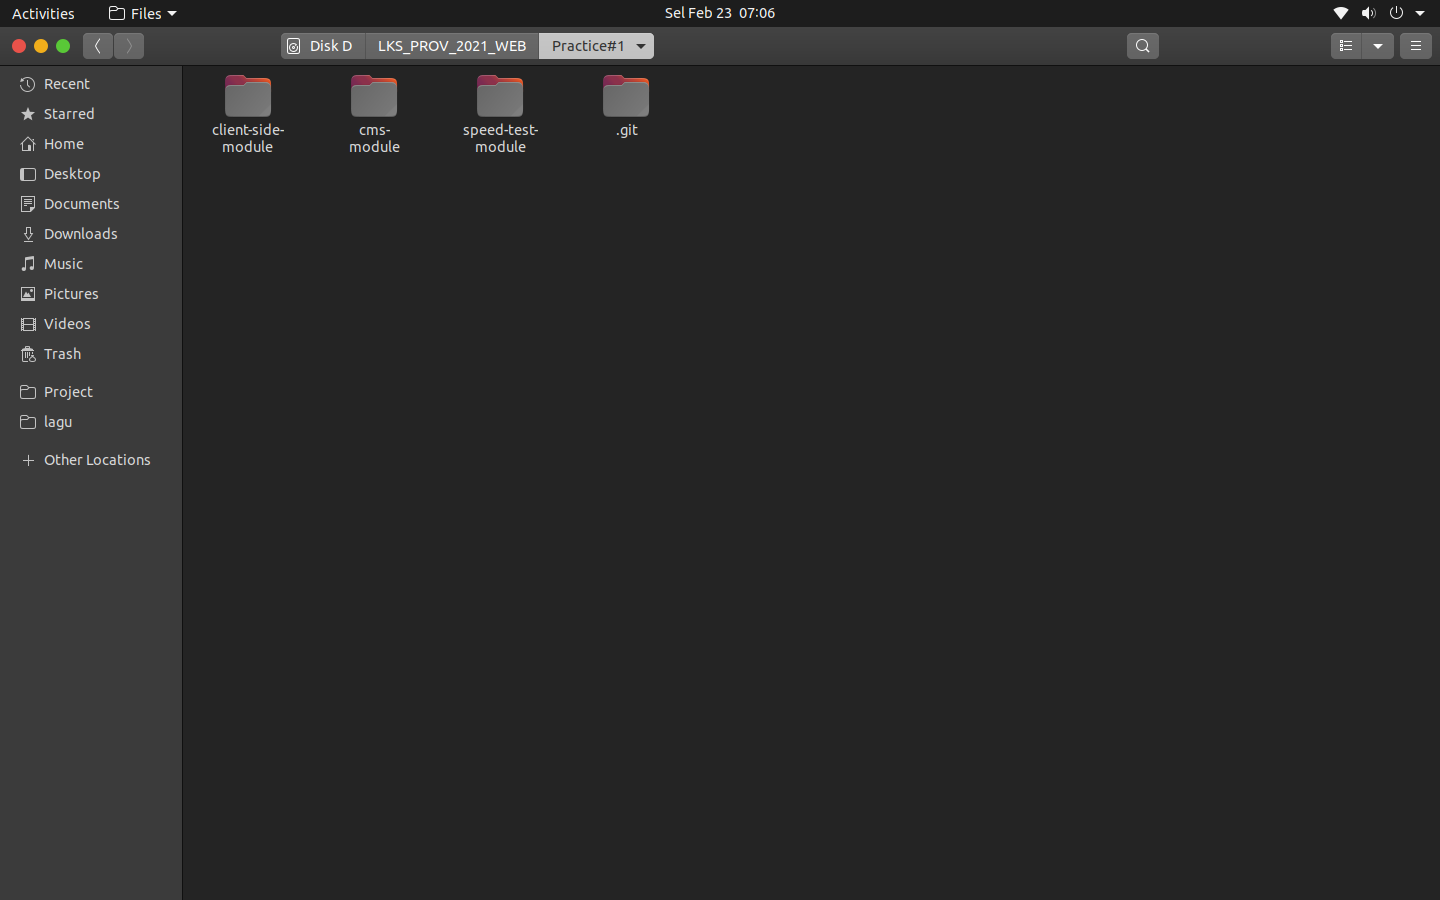 Activities
Files
Sel Feb 23 07:06
Disk D
LKS_PROV_2021_WEB
Practice#1
Recent
Starred
Home
Desktop
Documents
Downloads
Music
Pictures
Videos
Trash
Project
lagu
Other Locations
client-side-
module
cms-
module
speed-test-
module
.git